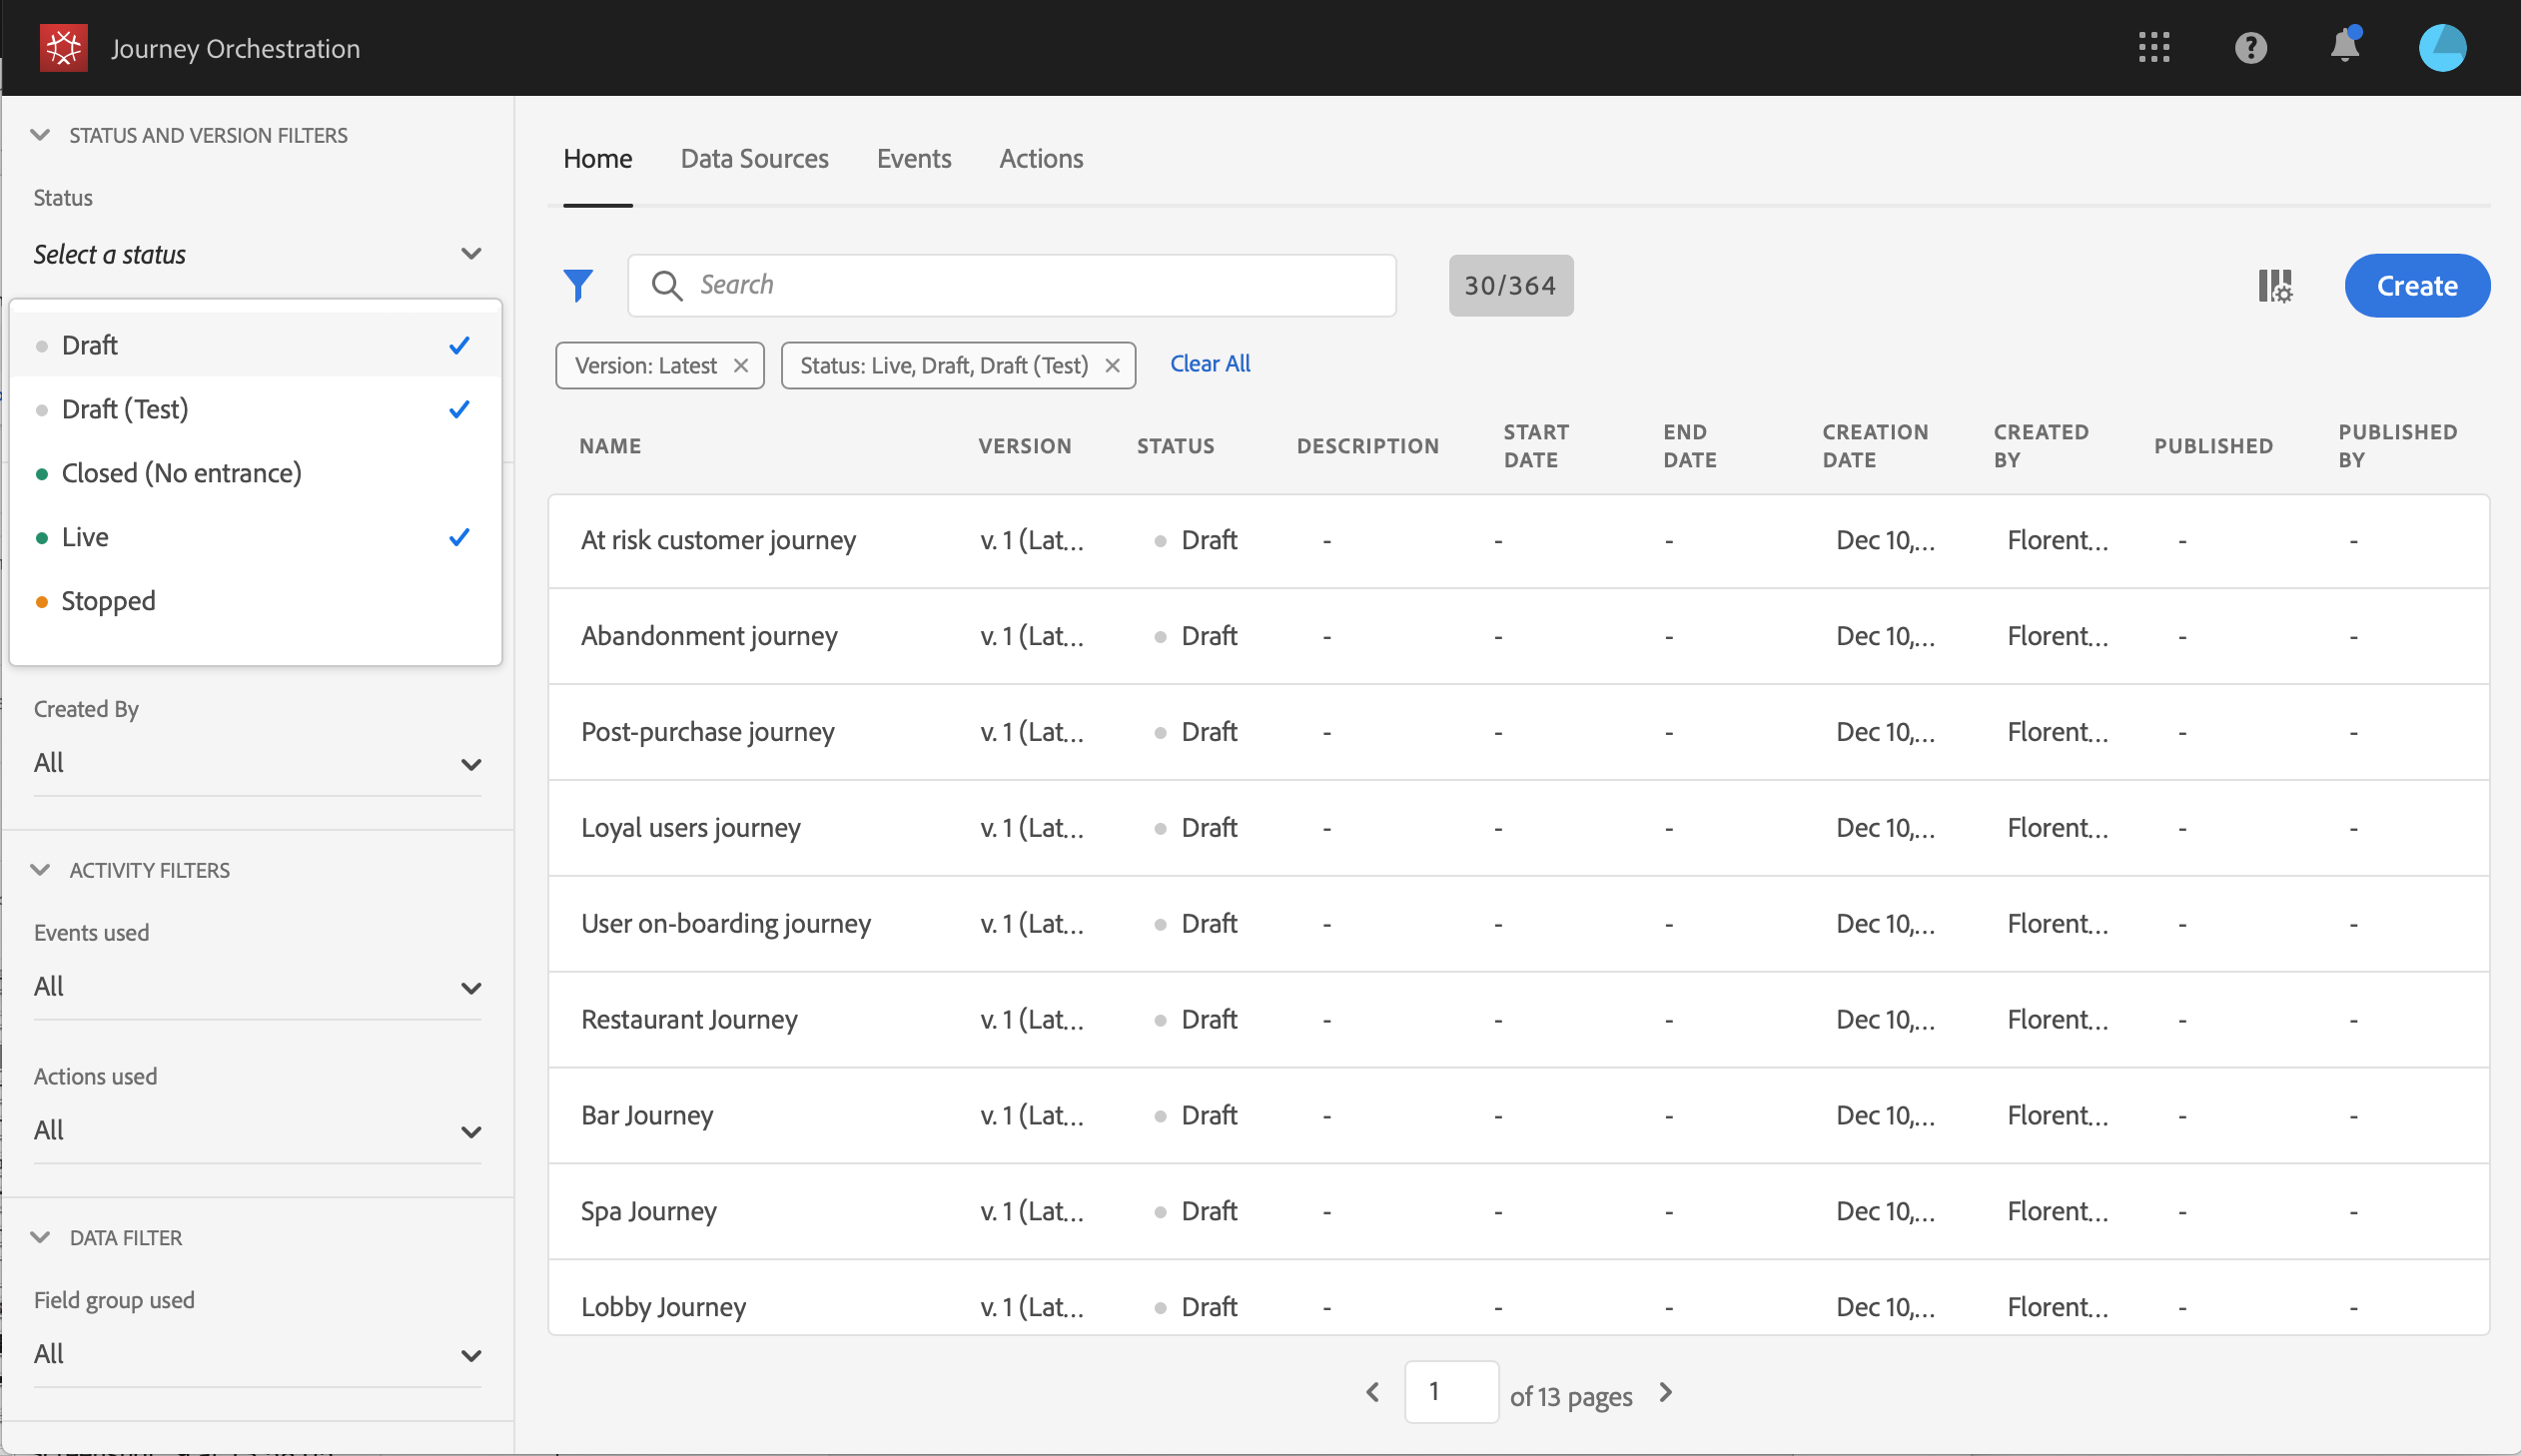 Journey Orchestration
STATUS AND VERSION FILTERS
Status
Select a status
Draft
Draft (Test)
Closed (No entrance)
Live
Stopped
Created By
All
ACTIVITY FILTERS
Events used
All
Actions used
All
DATA FILTER
Field group used
All
Home Data Sources Events Actions
Search 30/364 Create
Version: Latest Status: Live, Draft, Draft (Test) Clear All
NAME VERSION STATUS DESCRIPTION START DATE END DATE CREATION DATE CREATED BY PUBLISHED PUBLISHED BY
At risk customer journey v. 1 (Lat... Draft - - - Dec 10,... Florent... - -
Abandonment journey v. 1 (Lat... Draft - - - Dec 10,... Florent... - -
Post-purchase journey v. 1 (Lat... Draft - - - Dec 10,... Florent... - -
Loyal users journey v. 1 (Lat... Draft - - - Dec 10,... Florent... - -
User on-boarding journey v. 1 (Lat... Draft - - - Dec 10,... Florent... - -
Restaurant Journey v. 1 (Lat... Draft - - - Dec 10,... Florent... - -
Bar Journey v. 1 (Lat... Draft - - - Dec 10,... Florent... - -
Spa Journey v. 1 (Lat... Draft - - - Dec 10,... Florent... - -
Lobby Journey v. 1 (Lat... Draft - - - Dec 10,... Florent... - -
1 of 13 pages